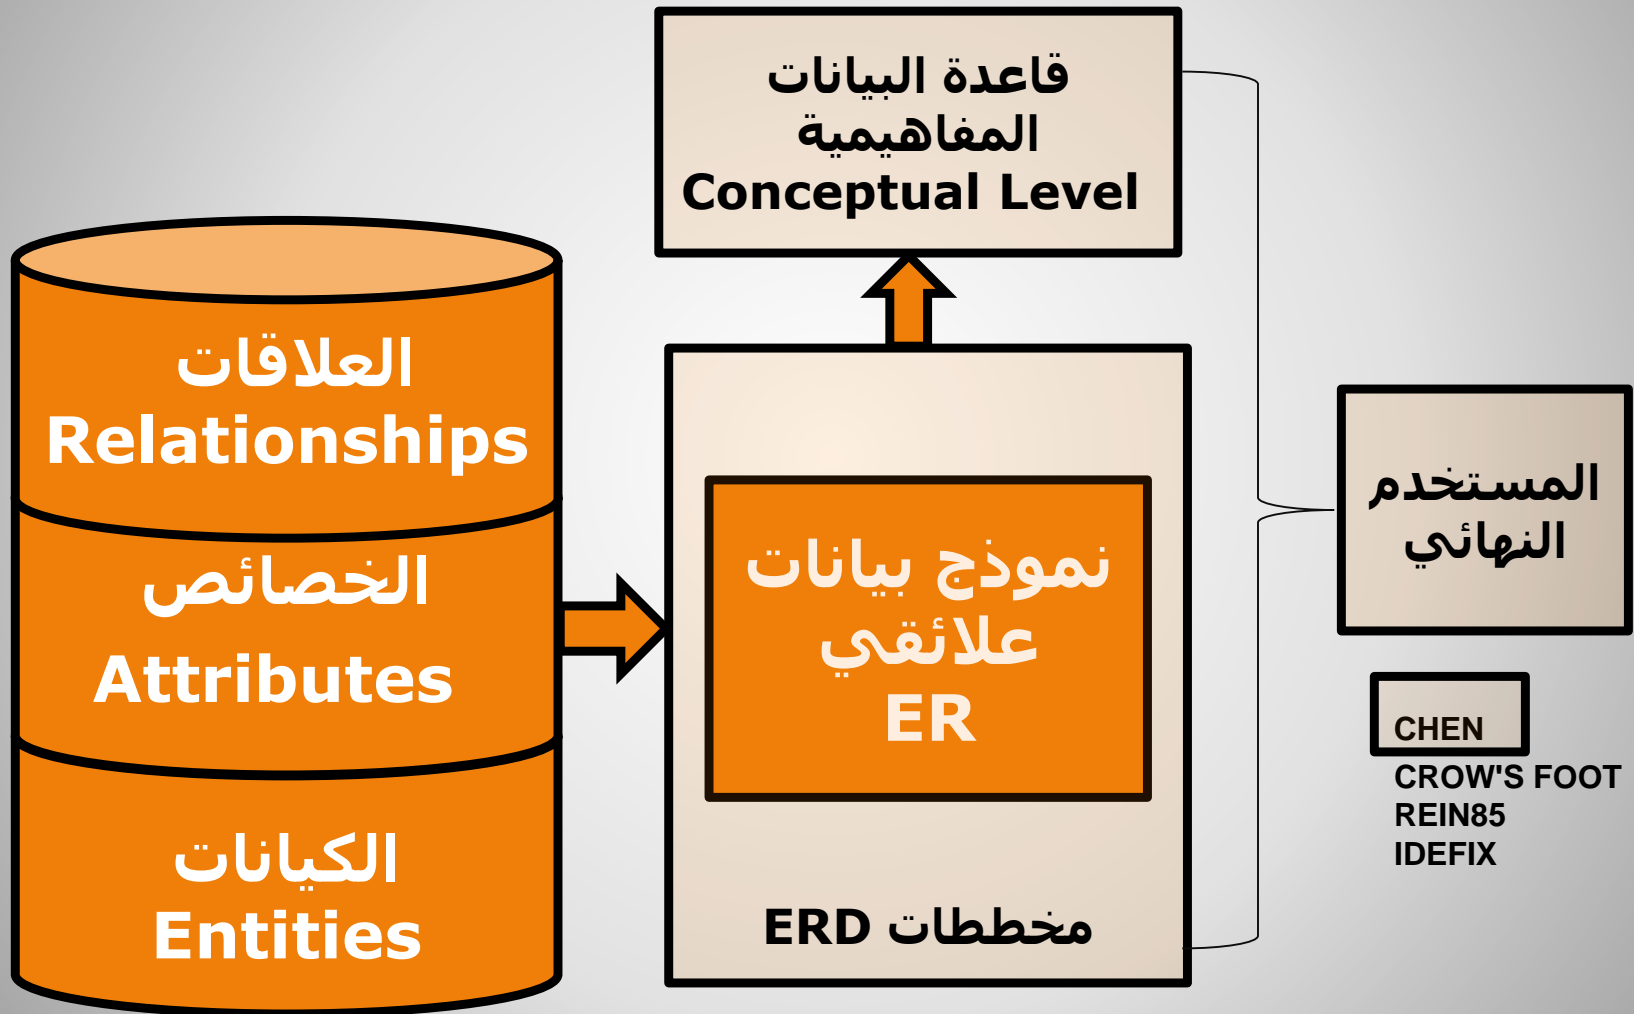 قاعدة البيانات
المفاهيمية
Conceptual Level
العلاقات
Relationships
الخصائص
Attributes
الكيانات
Entities
نموذج بيانات
علائقي
ER
مخططات ERD
المستخدم
النهائي
CHEN
CROW'S FOOT
REIN85
IDEFIX